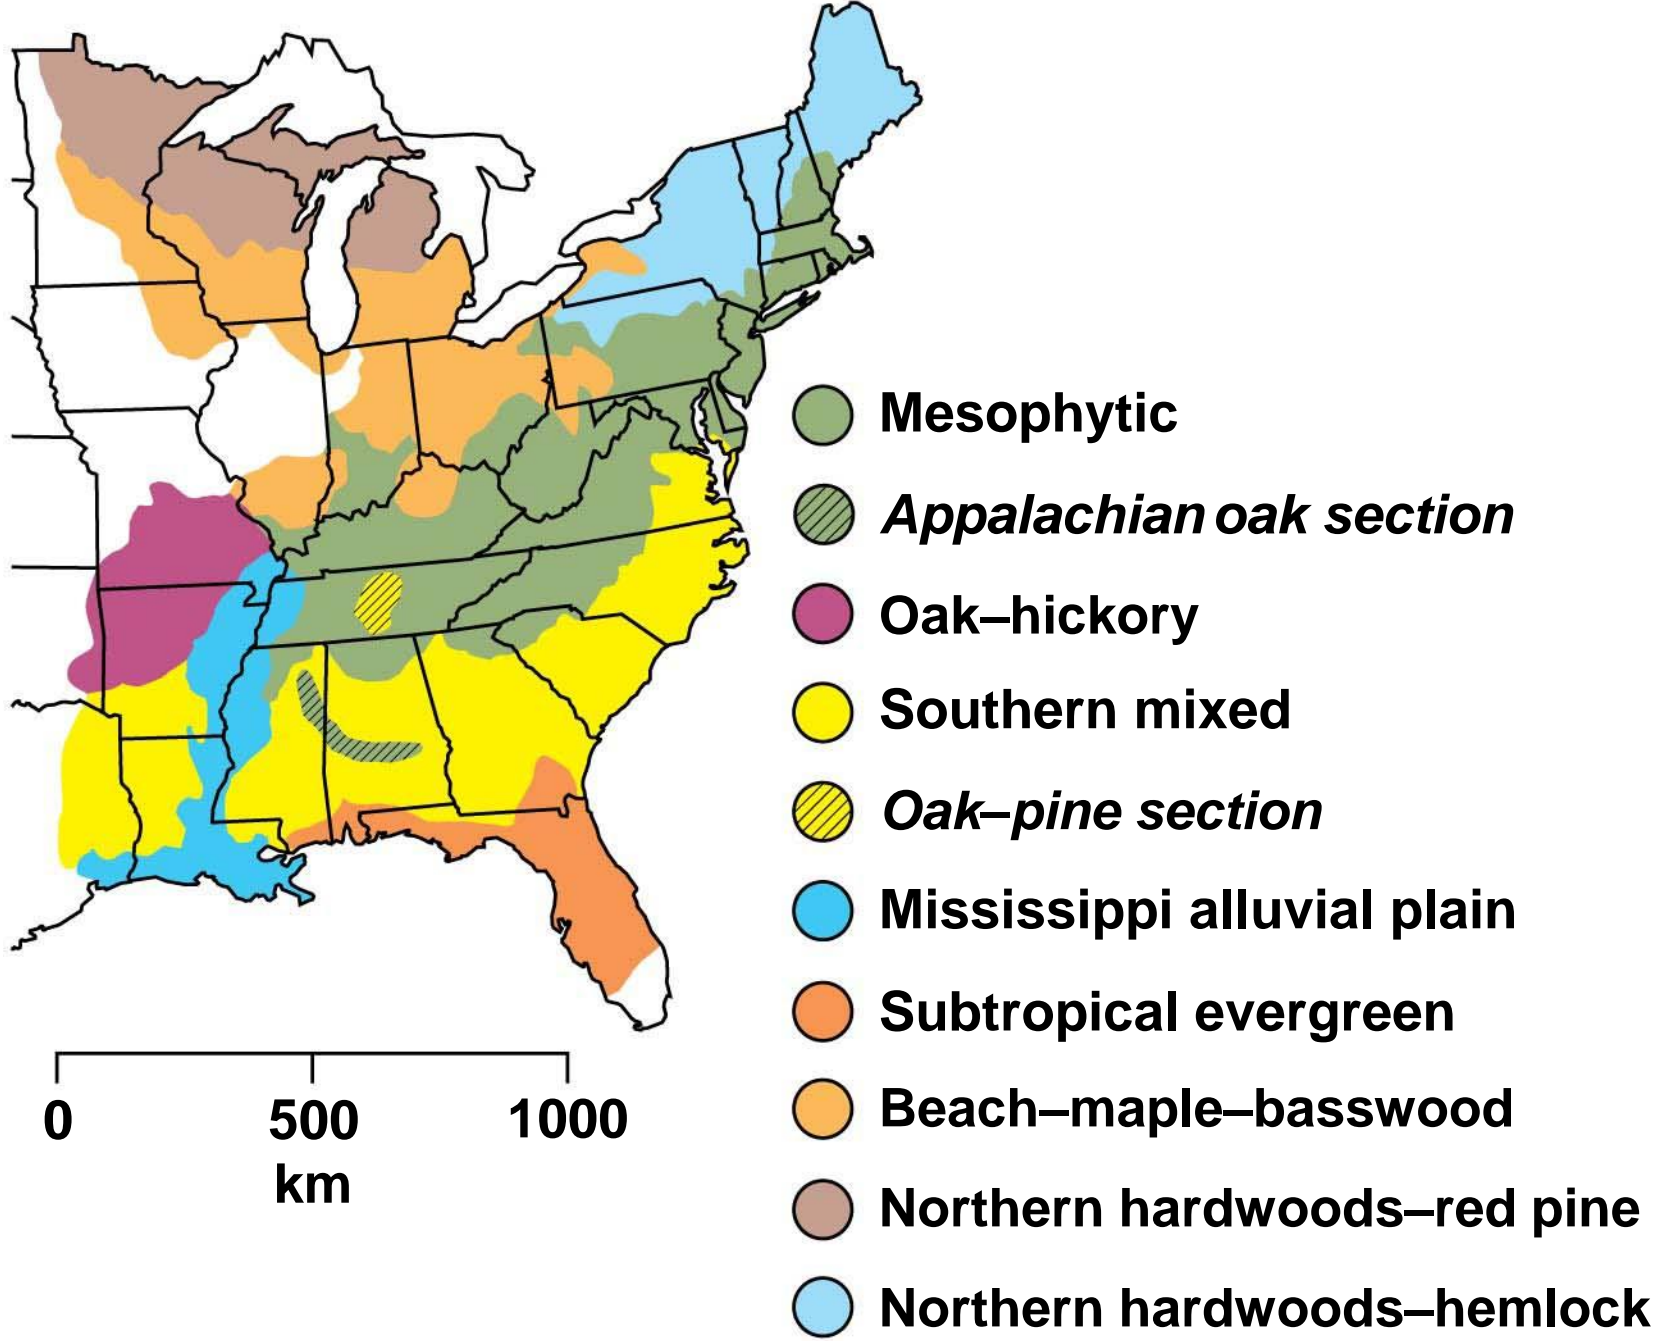 Mesophytic
Appalachian oak section
Oak–hickory
Southern mixed
Oak–pine section
Mississippi alluvial plain
Subtropical evergreen
Beach–maple–basswood
Northern hardwoods–red pine
Northern hardwoods–hemlock
0 500 1000
km